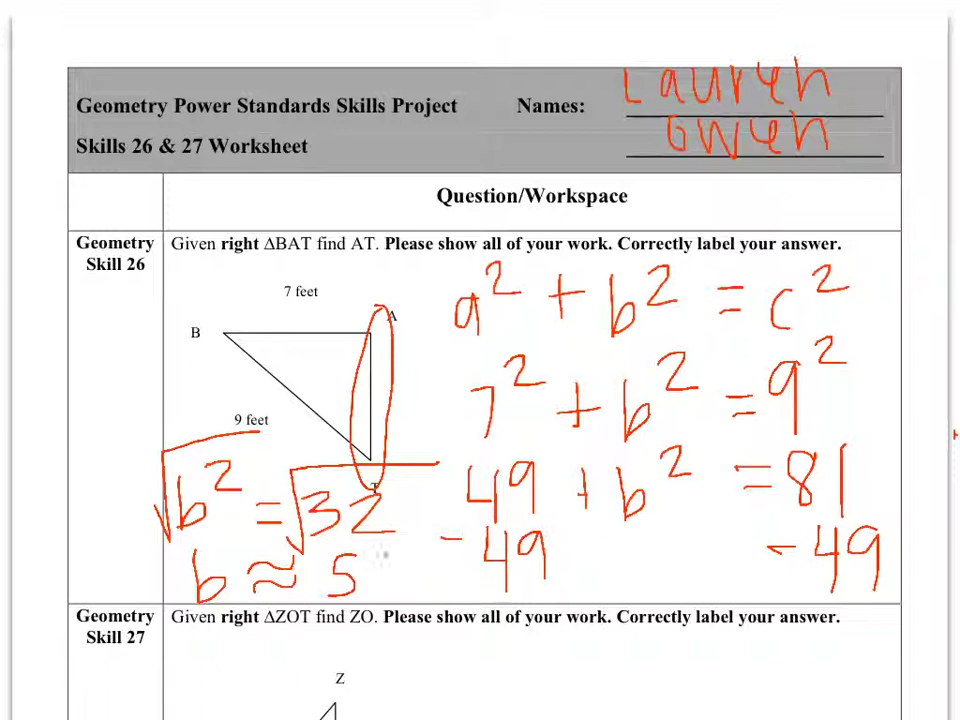 Geometry Power Standards Skills Project Names: Lauren
Skills 26 & 27 Worksheet Owen
Question/Workspace
Geometry Skill 26
Given right ΔBAT find AT. Please show all of your work. Correctly label your answer.
7 feet
A
B
9 feet
T
a² + b² = c²
7² + b² = 9²
49 + b² = 81
- 49 - 49
√b² = √32
b ≈ 5
Geometry Skill 27
Given right ΔZOT find ZO. Please show all of your work. Correctly label your answer.
Z